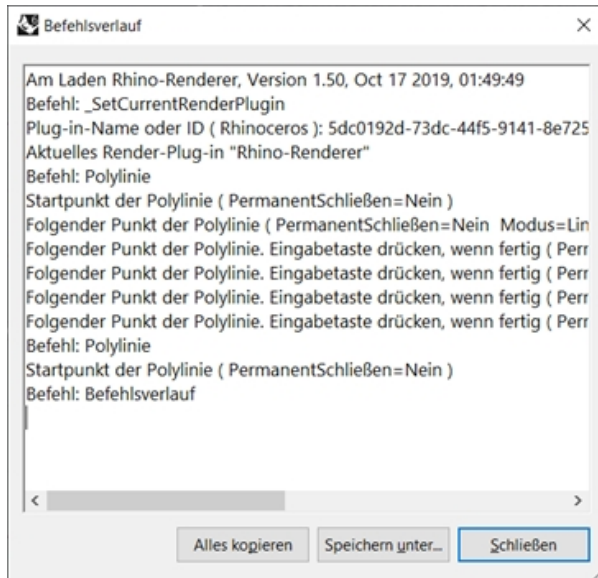 Befehlsverlauf
Am Laden Rhino-Renderer, Version 1.50, Oct 17 2019, 01:49:49
Befehl: _SetCurrentRenderPlugin
Plug-in-Name oder ID ( Rhinoceros ): 5dc0192d-73dc-44f5-9141-8e725
Aktuelles Render-Plug-in "Rhino-Renderer"
Befehl: Polylinie
Startpunkt der Polylinie ( PermanentSchließen=Nein )
Folgender Punkt der Polylinie ( PermanentSchließen=Nein  Modus=Lin
Folgender Punkt der Polylinie. Eingabetaste drücken, wenn fertig ( Perr
Folgender Punkt der Polylinie. Eingabetaste drücken, wenn fertig ( Perr
Folgender Punkt der Polylinie. Eingabetaste drücken, wenn fertig ( Perr
Folgender Punkt der Polylinie. Eingabetaste drücken, wenn fertig ( Perr
Befehl: Polylinie
Startpunkt der Polylinie ( PermanentSchließen=Nein )
Befehl: Befehlsverlauf
Alles kopieren Speichern unter... Schließen